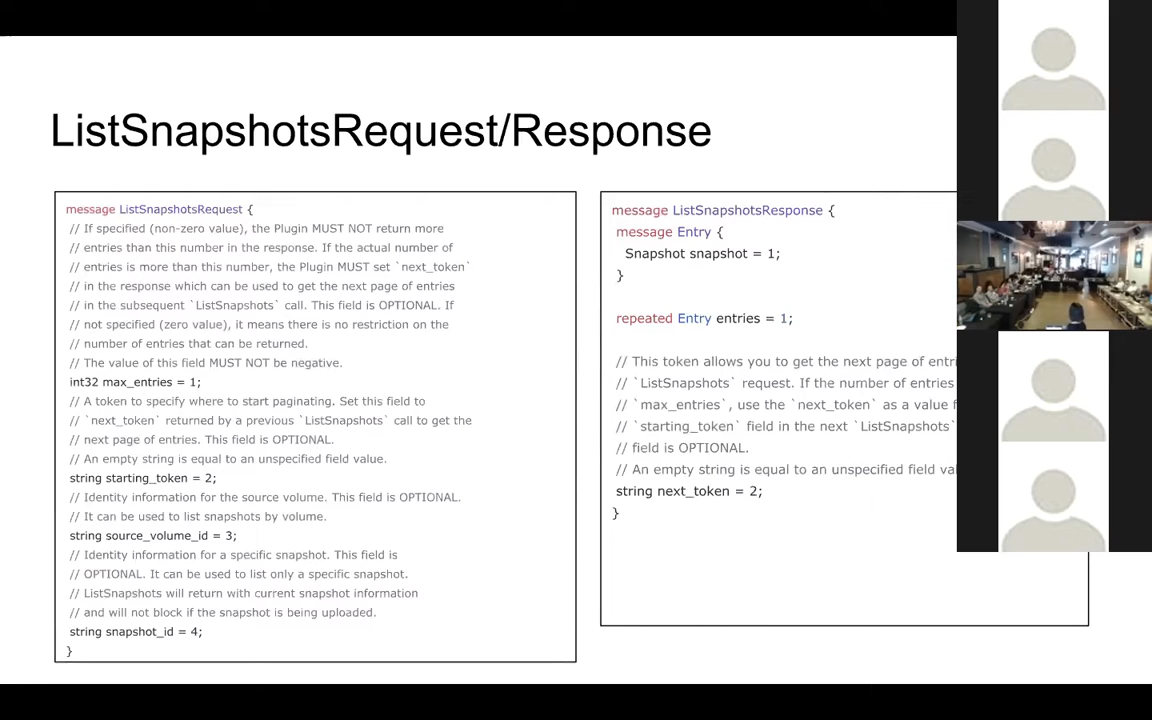 ListSnapshotsRequest/Response
message ListSnapshotsRequest {
// If specified (non-zero value), the Plugin MUST NOT return more
// entries than this number in the response. If the actual number of
// entries is more than this number, the Plugin MUST set `next_token`
// in the response which can be used to get the next page of entries
// in the subsequent `ListSnapshots` call. This field is OPTIONAL. If
// not specified (zero value), it means there is no restriction on the
// number of entries that can be returned.
// The value of this field MUST NOT be negative.
int32 max_entries = 1;
// A token to specify where to start paginating. Set this field to
// `next_token` returned by a previous `ListSnapshots` call to get the
// next page of entries. This field is OPTIONAL.
// An empty string is equal to an unspecified field value.
string starting_token = 2;
// Identity information for the source volume. This field is OPTIONAL.
// It can be used to list snapshots by volume.
string source_volume_id = 3;
// Identity information for a specific snapshot. This field is
// OPTIONAL. It can be used to list only a specific snapshot.
// ListSnapshots will return with current snapshot information
// and will not block if the snapshot is being uploaded.
string snapshot_id = 4;
}
message ListSnapshotsResponse {
message Entry {
Snapshot snapshot = 1;
}
repeated Entry entries = 1;
// This token allows you to get the next page of
// `ListSnapshots` request. If the number of entries
// `max_entries`, use the `next_token` as a value
// `starting_token` field in the next `ListSnapshots`
// field is OPTIONAL.
// An empty string is equal to an unspecified field
string next_token = 2;
}